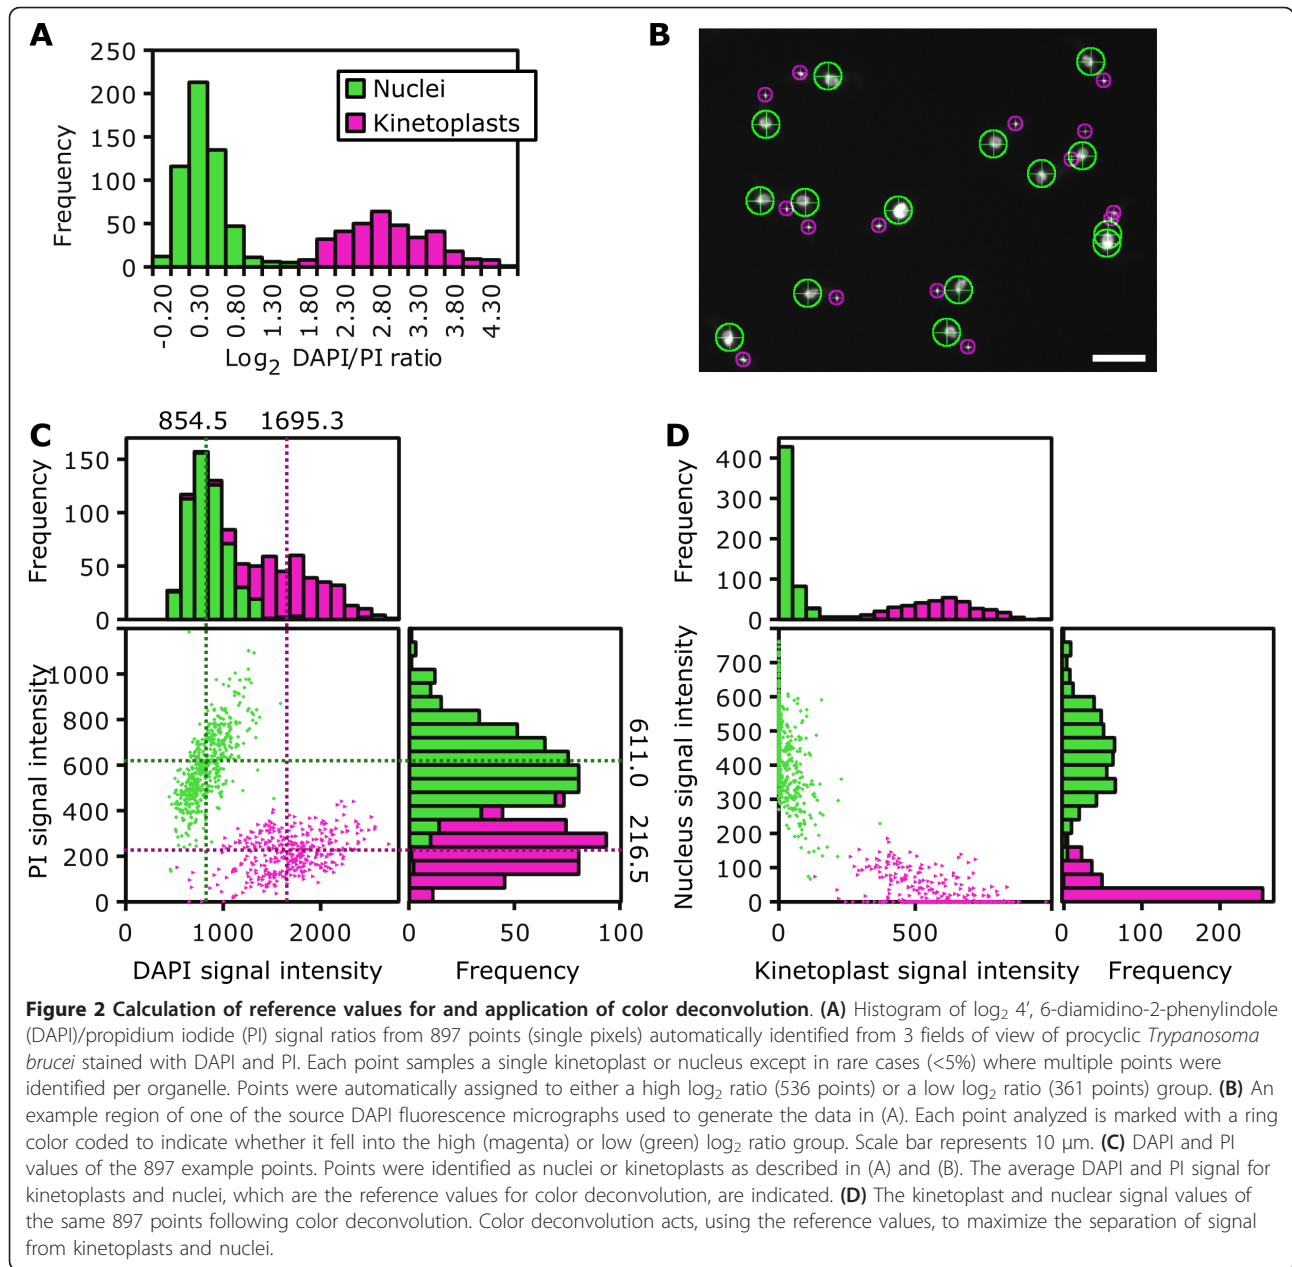 A
250
200
150
100
50
0
Frequency
Nuclei
Kinetoplasts
-0.20
0.30
0.80
1.30
1.80
2.30
2.80
3.30
3.80
4.30
Log2 DAPI/PI ratio
B
C
854.5 1695.3
150
100
50
0
Frequency
1000
800
600
400
200
0
PI signal intensity
0 1000 2000
DAPI signal intensity
611.0
216.5
0 50 100
Frequency
D
400
300
200
100
0
Frequency
700
600
500
400
300
200
100
0
Nucleus signal intensity
0 500
Kinetoplast signal intensity
0 100 200
Frequency
Figure 2 Calculation of reference values for and application of color deconvolution. (A) Histogram of log2 4’, 6-diamidino-2-phenylindole
(DAPI)/propidium iodide (PI) signal ratios from 897 points (single pixels) automatically identified from 3 fields of view of procyclic Trypanosoma
brucei stained with DAPI and PI. Each point samples a single kinetoplast or nucleus except in rare cases (<5%) where multiple points were
identified per organelle. Points were automatically assigned to either a high log2 ratio (536 points) or a low log2 ratio (361 points) group. (B) An
example region of one of the source DAPI fluorescence micrographs used to generate the data in (A). Each point analyzed is marked with a ring
color coded to indicate whether it fell into the high (magenta) or low (green) log2 ratio group. Scale bar represents 10 μm. (C) DAPI and PI
values of the 897 example points. Points were identified as nuclei or kinetoplasts as described in (A) and (B). The average DAPI and PI signal for
kinetoplasts and nuclei, which are the reference values for color deconvolution, are indicated. (D) The kinetoplast and nuclear signal values of
the same 897 points following color deconvolution. Color deconvolution acts, using the reference values, to maximize the separation of signal
from kinetoplasts and nuclei.